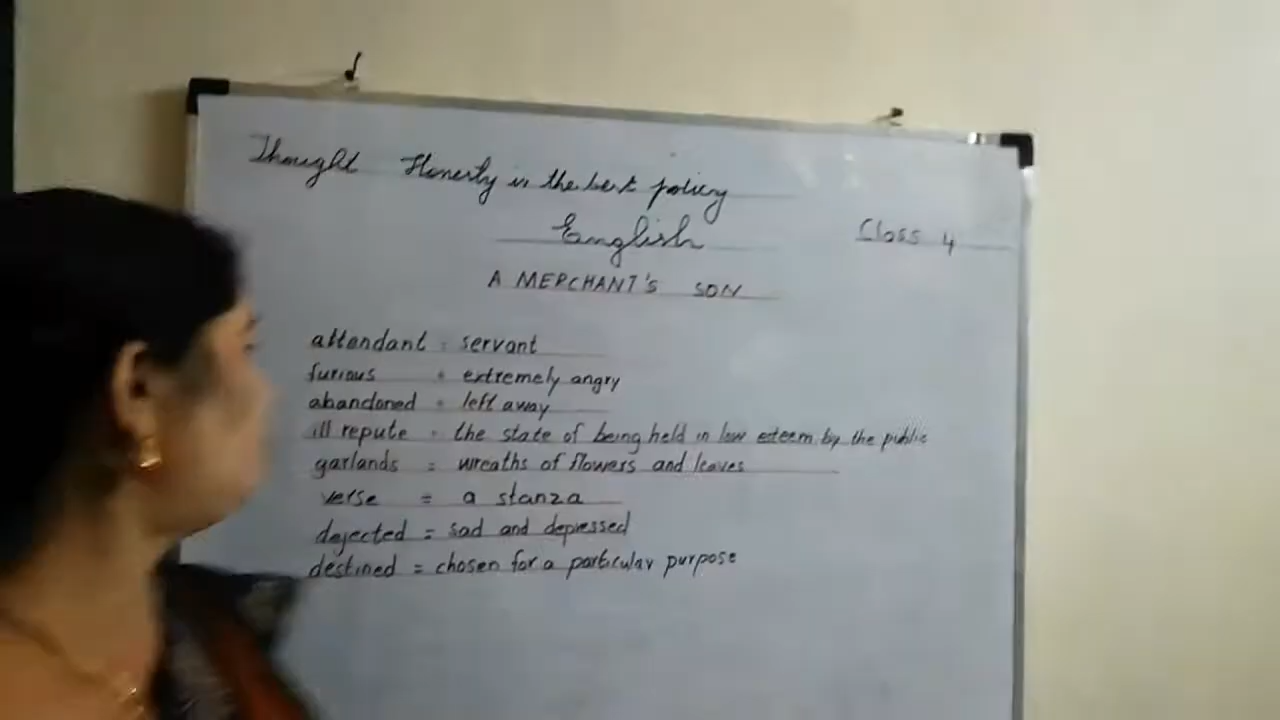 Thought Honesty is the best policy
English
Class 4
A MERCHANT'S SON
attendant = servant
furious = extremely angry
abandoned = left away
ill repute = the state of being held in low esteem by the public
garlands = wreaths of flowers and leaves
verse = a stanza
dejected = sad and depressed
destined = chosen for a particular purpose